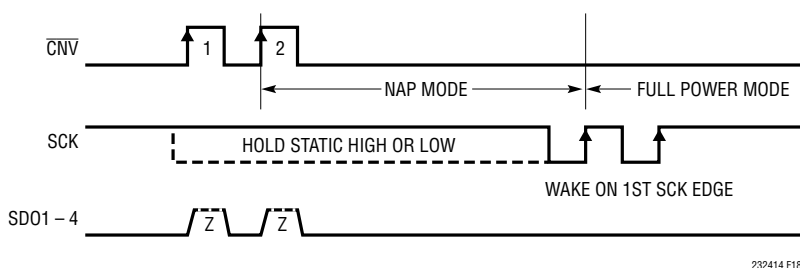 CNV
1
2
NAP MODE
FULL POWER MODE
SCK
HOLD STATIC HIGH OR LOW
WAKE ON 1ST SCK EDGE
SDO1 – 4
Z
Z
232414 F18